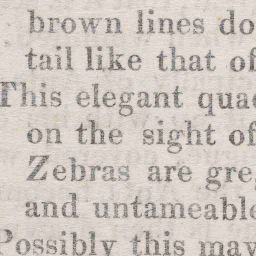 brown lines do
tail like that of
This elegant qua
on the sight of
Zebras are gre
and untameable
Possibly this may